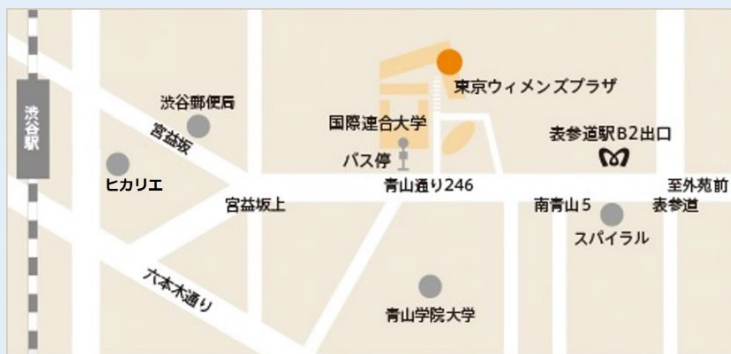 東京ウィメンズプラザ
渋谷郵便局
国際連合大学
表参道駅B2出口
渋谷駅
宮益坂
バス停
ヒカリエ
青山通り246
至外苑前
宮益坂上
南青山5
表参道
スパイラル
六本木通り
青山学院大学